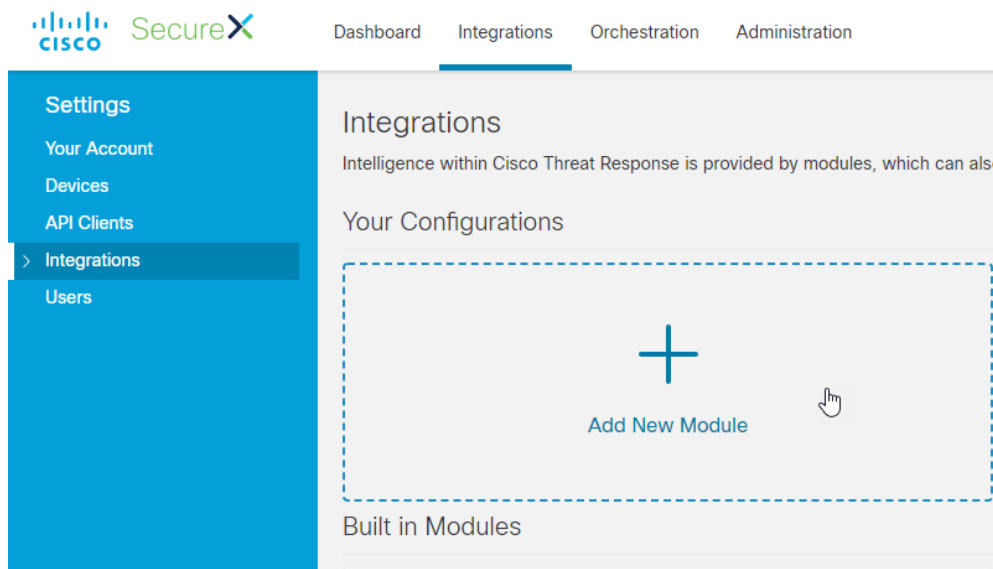 CISCO SecureX Dashboard Integrations Orchestration Administration
Settings
Your Account
Devices
API Clients
Integrations
Users
Integrations
Intelligence within Cisco Threat Response is provided by modules, which can
Your Configurations
Add New Module
Built in Modules